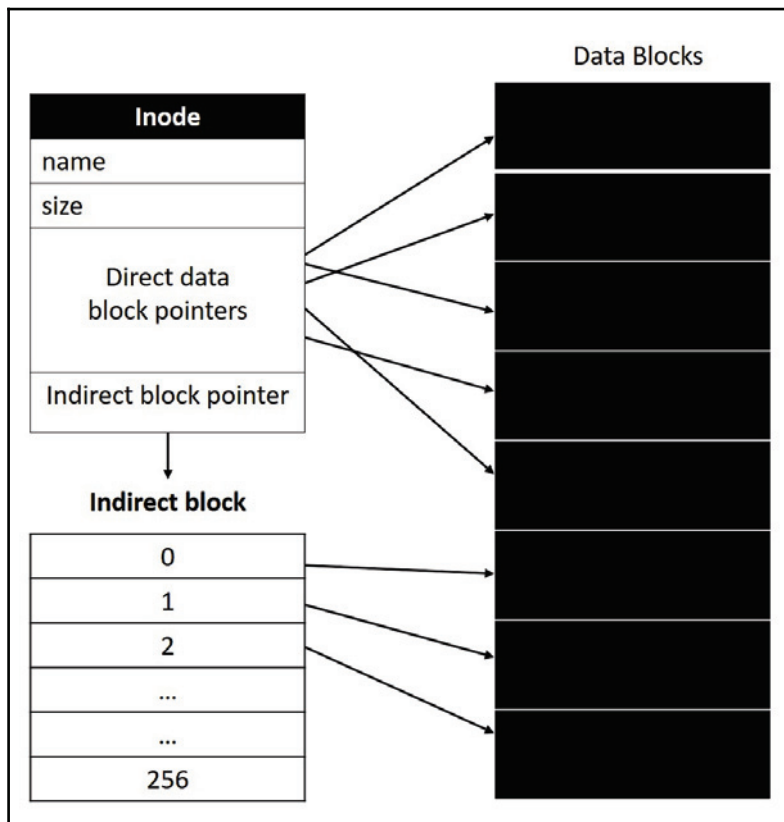 Data Blocks
Inode
name
size
Direct data
block pointers
Indirect block pointer
Indirect block
0
1
2
...
...
256